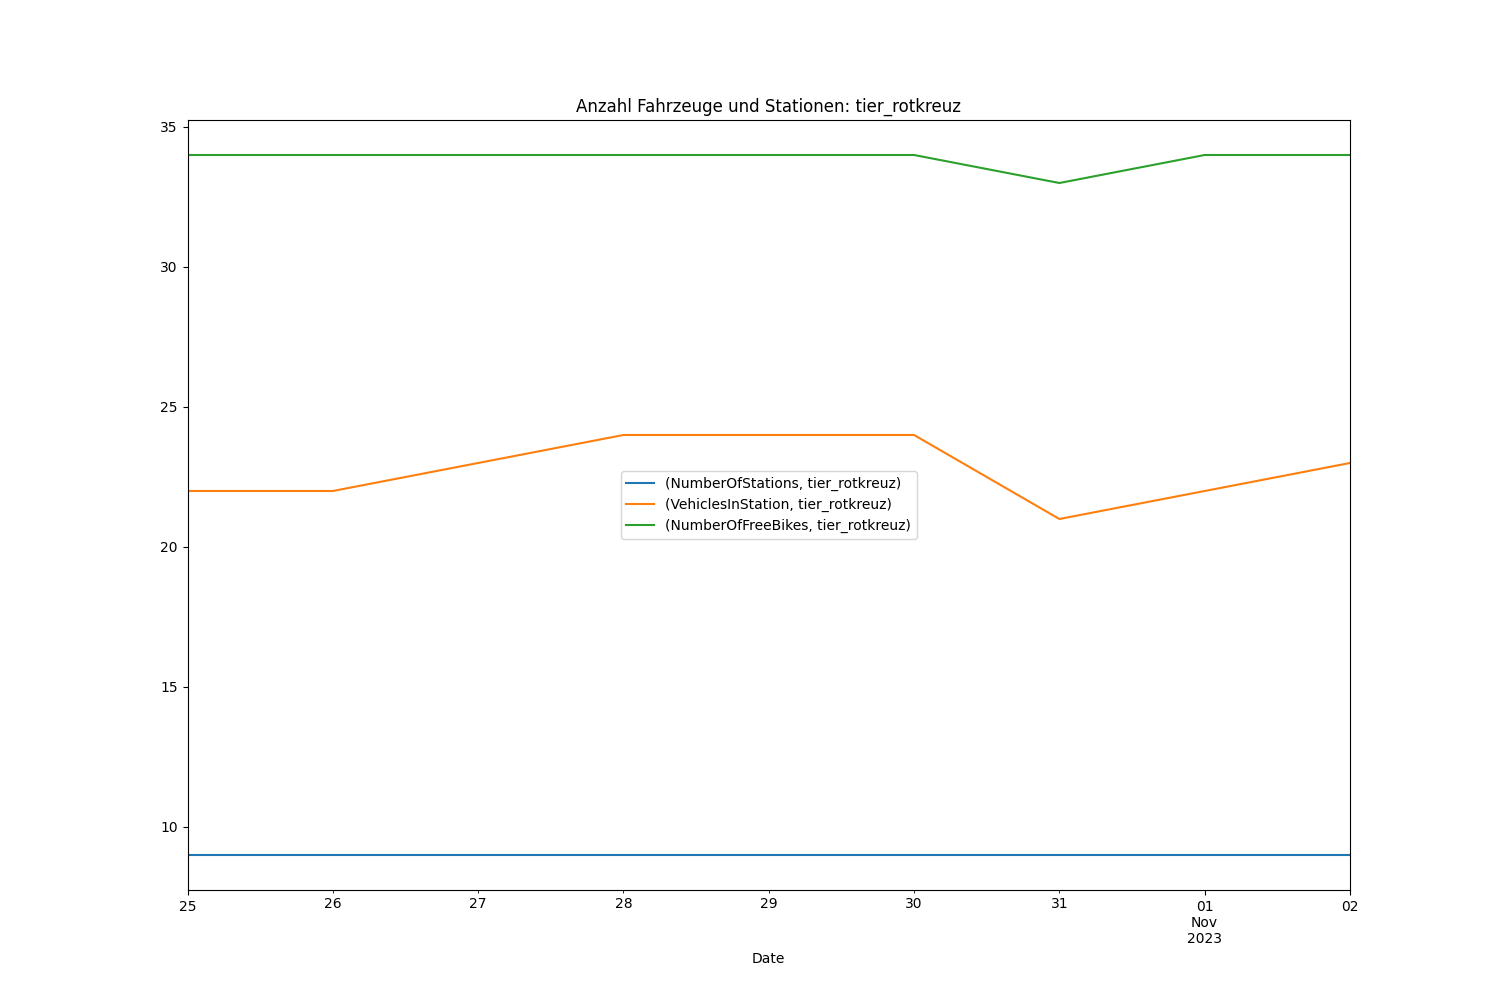 Anzahl Fahrzeuge und Stationen: tier_rotkreuz
35
30
25
20
15
10
(NumberOfStations, tier_rotkreuz)
(VehiclesInStation, tier_rotkreuz)
(NumberOfFreeBikes, tier_rotkreuz)
25 26 27 28 29 30 31 01 02
Nov
2023
Date